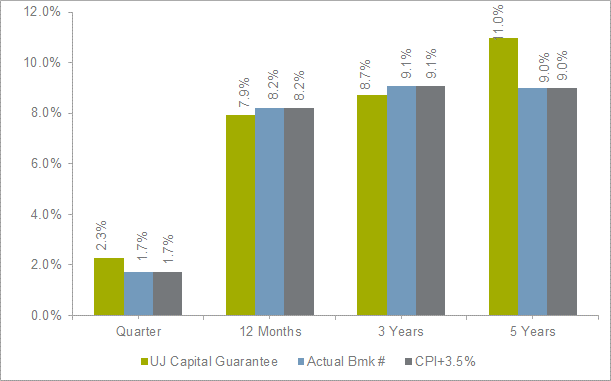 12.0%
10.0%
8.0%
6.0%
4.0%
2.0%
0.0%
2.3%
1.7%
1.7%
7.9%
8.2%
8.2%
8.7%
9.1%
9.1%
11.0%
9.0%
9.0%
Quarter
12 Months
3 Years
5 Years
UJ Capital Guarantee
Actual Bmk #
CPI+3.5%